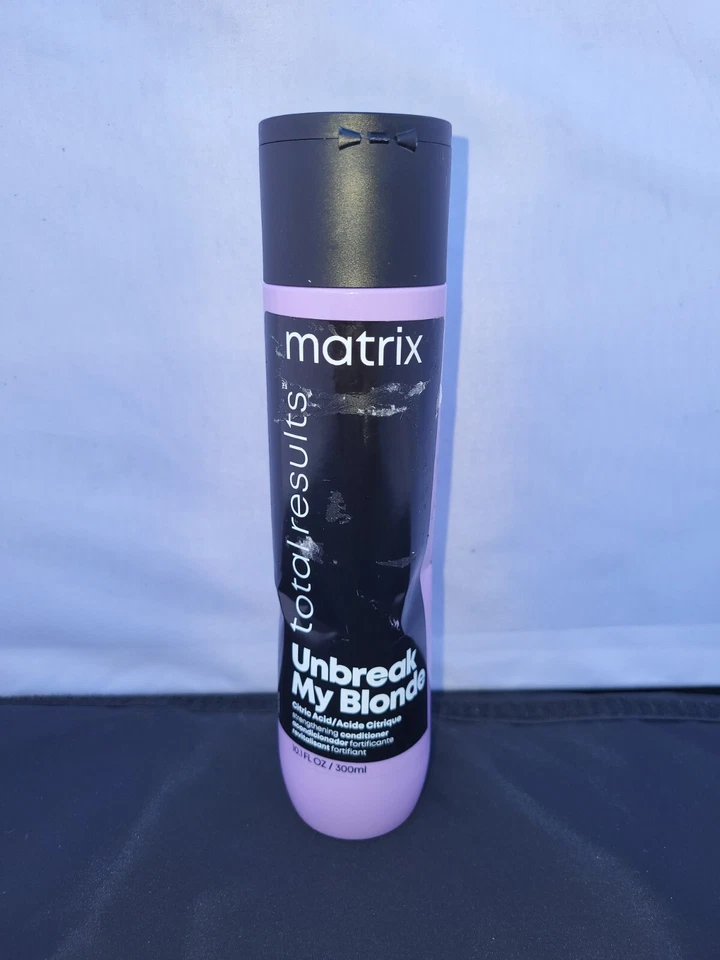 matrix
total results™
Unbreak
My Blonde
Citric Acid/Acide Citrique
strengthening conditioner
acondicionador fortificante
revitalisant fortifiant
10.1 FL OZ / 300ml